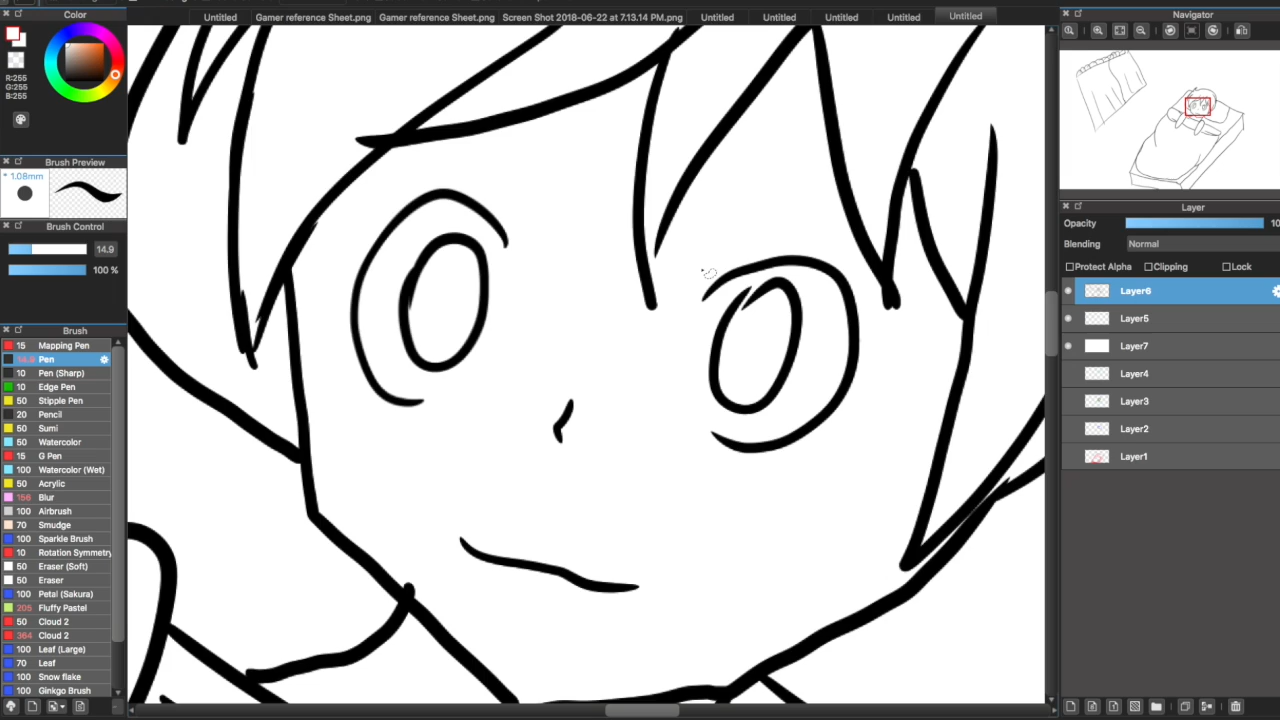 Color
Untitled
Gamer reference Sheet.png
Gamer reference Sheet.png
Screen Shot 2018-06-22 at 7.13.14 PM.png
Untitled
Untitled
Untitled
Untitled
Untitled
Navigator
R:255
G:255
B:255
Brush Preview
* 1.08mm
Brush Control
14.9
100 %
Brush
15 Mapping Pen
14.9 Pen
10 Pen (Sharp)
10 Edge Pen
50 Stipple Pen
20 Pencil
50 Sumi
50 Watercolor
15 G Pen
100 Watercolor (Wet)
50 Acrylic
156 Blur
100 Airbrush
70 Smudge
100 Sparkle Brush
10 Rotation Symmetry
50 Eraser (Soft)
50 Eraser
100 Petal (Sakura)
205 Fluffy Pastel
50 Cloud 2
364 Cloud 2
100 Leaf (Large)
70 Leaf
100 Snow flake
100 Ginkgo Brush
Layer
Opacity 10
Blending Normal
Protect Alpha Clipping Lock
Layer6
Layer5
Layer7
Layer4
Layer3
Layer2
Layer1